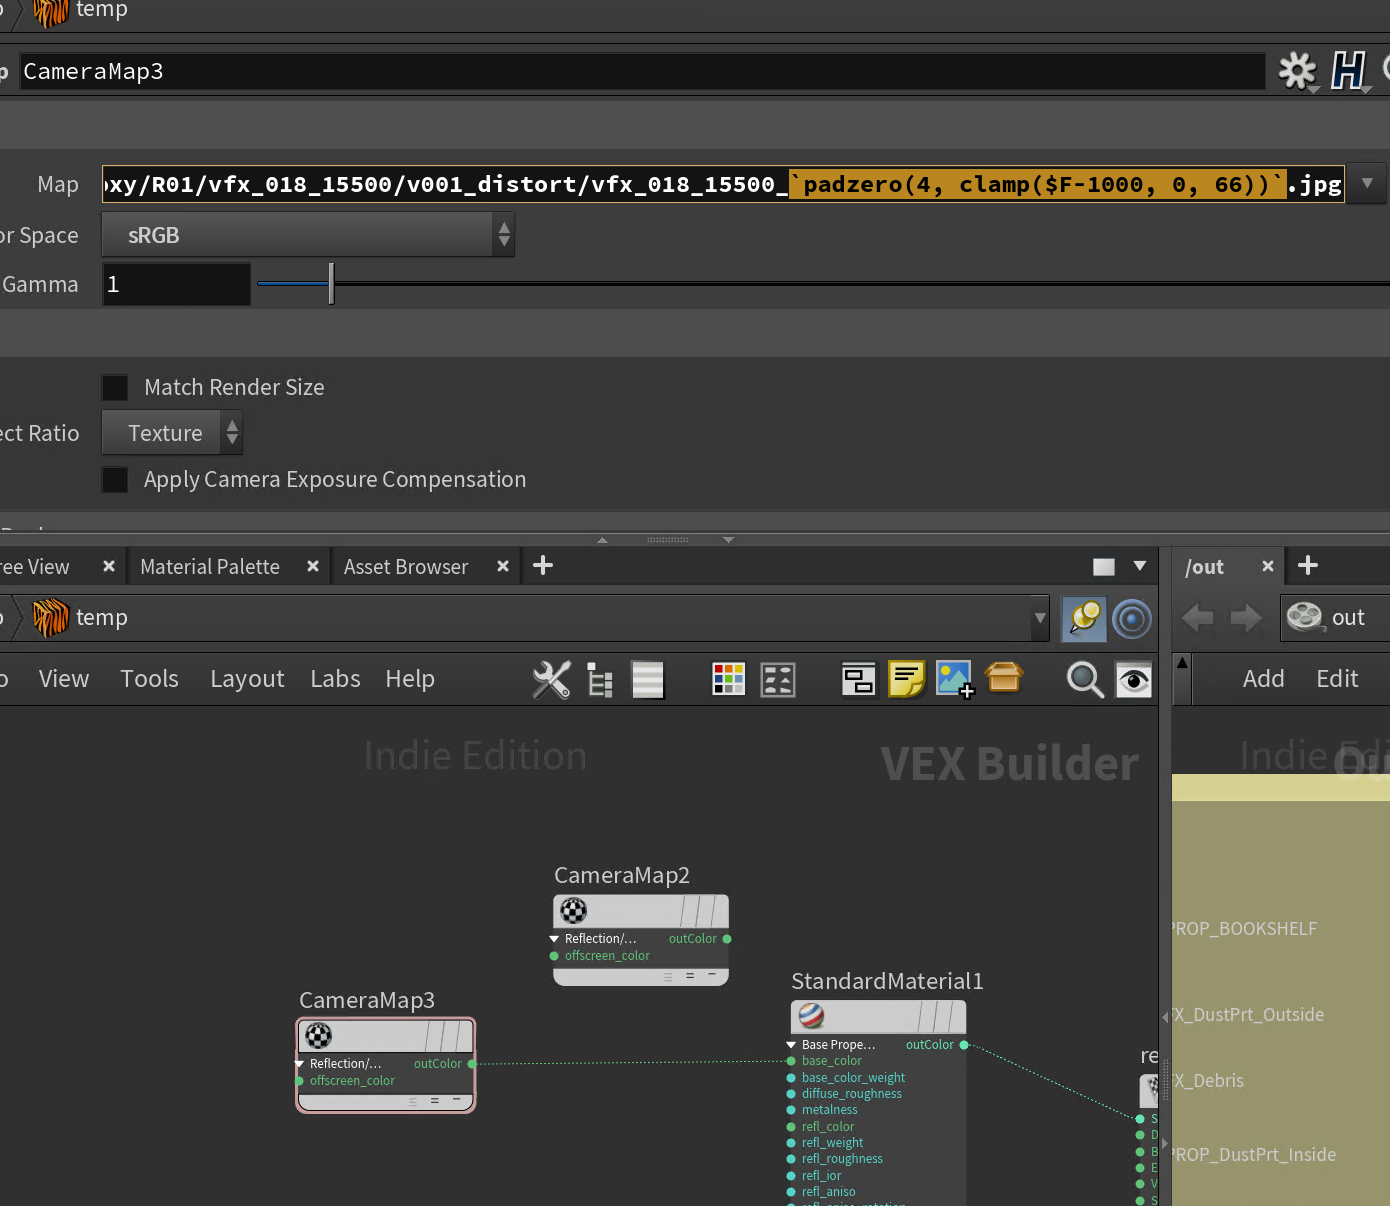 temp
CameraMap3
Map
xy/R01/vfx_018_15500/v001_distort/vfx_018_15500_`padzero(4, clamp($F-1000, 0, 66))`.jpg
or Space
sRGB
Gamma
1
Match Render Size
ect Ratio
Texture
Apply Camera Exposure Compensation
ree View
Material Palette
Asset Browser
/out
temp
out
View
Tools
Layout
Labs
Help
Add
Edit
Indie Edition
VEX Builder
Indie Edi
CameraMap2
Reflection/...
outColor
offscreen_color
CameraMap3
Reflection/...
outColor
offscreen_color
StandardMaterial1
Base Prope...
outColor
base_color
base_color_weight
diffuse_roughness
metalness
refl_color
refl_weight
refl_roughness
refl_ior
refl_aniso
re
S
D
B
E
V
S
PROP_BOOKSHELF
X_DustPrt_Outside
X_Debris
PROP_DustPrt_Inside